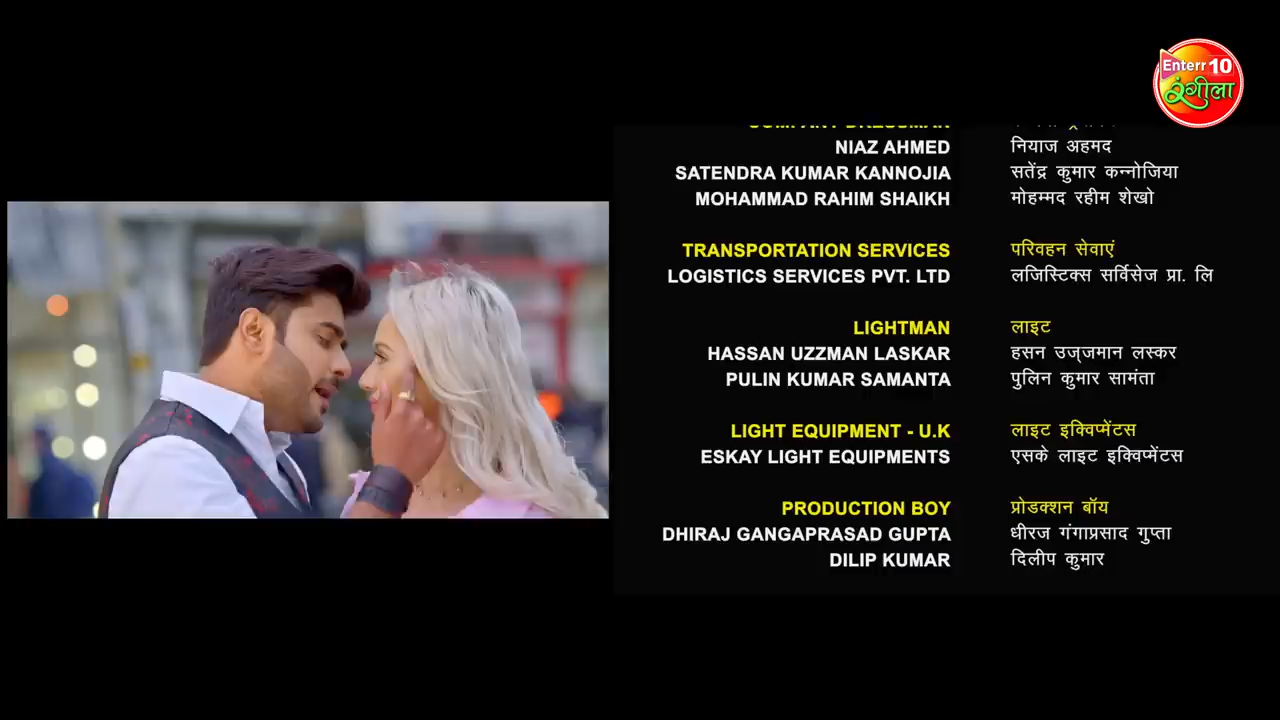 Enterr 10
रंगीला
NIAZ AHMED नियाज अहमद
SATENDRA KUMAR KANNOJIA सतेंद्र कुमार कन्नोजिया
MOHAMMAD RAHIM SHAIKH मोहम्मद रहीम शेखो
TRANSPORTATION SERVICES परिवहन सेवाएं
LOGISTICS SERVICES PVT. LTD लजिस्टिक्स सर्विसेज प्रा. लि
LIGHTMAN लाइट
HASSAN UZZMAN LASKAR हसन उज्जमान लस्कर
PULIN KUMAR SAMANTA पुलिन कुमार सामंता
LIGHT EQUIPMENT - U.K लाइट इक्विप्मेंटस
ESKAY LIGHT EQUIPMENTS एसके लाइट इक्विप्मेंटस
PRODUCTION BOY प्रोडक्शन बॉय
DHIRAJ GANGAPRASAD GUPTA धीरज गंगाप्रसाद गुप्ता
DILIP KUMAR दिलीप कुमार